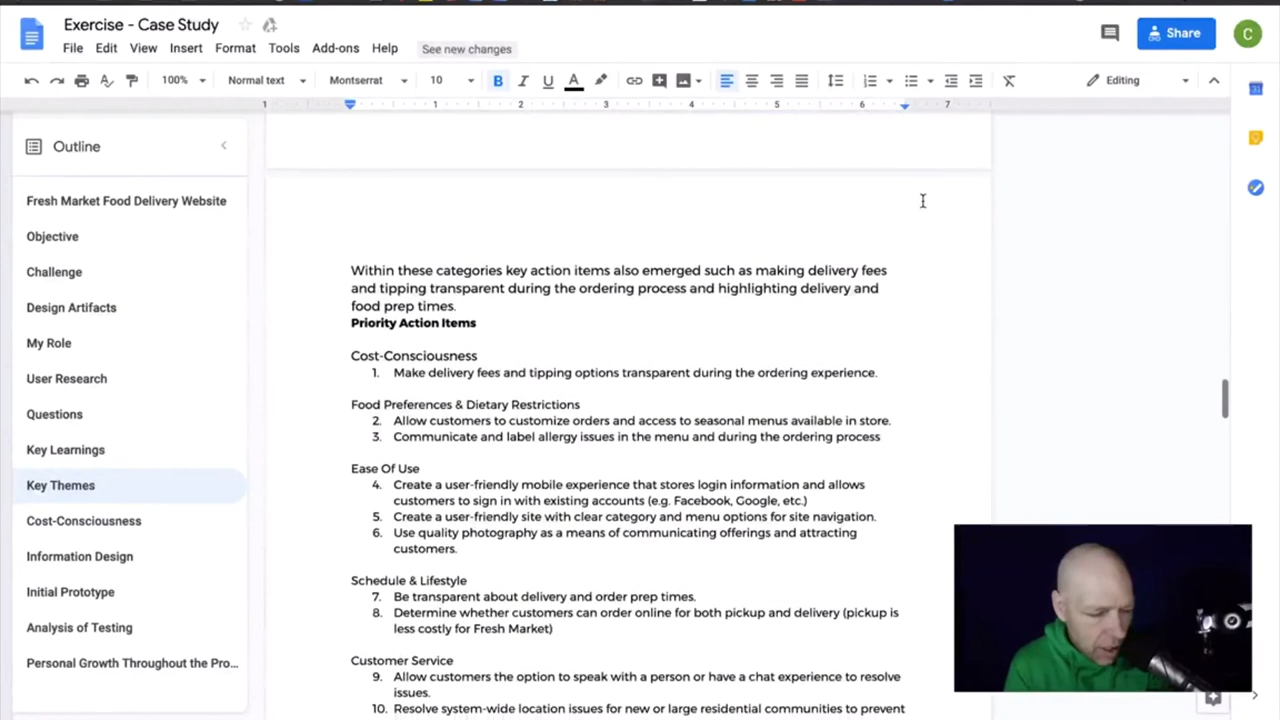 Exercise - Case Study
File Edit View Insert Format Tools Add-ons Help See new changes
Share
C
100% Normal text Montserrat 10 B I U A Editing
1 1 2 3 4 5 6 7
Outline
Fresh Market Food Delivery Website
Objective
Challenge
Design Artifacts
My Role
User Research
Questions
Key Learnings
Key Themes
Cost-Consciousness
Information Design
Initial Prototype
Analysis of Testing
Personal Growth Throughout the Pro...
Within these categories key action items also emerged such as making delivery fees
and tipping transparent during the ordering process and highlighting delivery and
food prep times.
Priority Action Items
Cost-Consciousness
1. Make delivery fees and tipping options transparent during the ordering experience.
Food Preferences & Dietary Restrictions
2. Allow customers to customize orders and access to seasonal menus available in store.
3. Communicate and label allergy issues in the menu and during the ordering process
Ease Of Use
4. Create a user-friendly mobile experience that stores login information and allows
customers to sign in with existing accounts (e.g. Facebook, Google, etc.)
5. Create a user-friendly site with clear category and menu options for site navigation.
6. Use quality photography as a means of communicating offerings and attracting
customers.
Schedule & Lifestyle
7. Be transparent about delivery and order prep times.
8. Determine whether customers can order online for both pickup and delivery (pickup is
less costly for Fresh Market)
Customer Service
9. Allow customers the option to speak with a person or have a chat experience to resolve
issues.
10. Resolve system-wide location issues for new or large residential communities to prevent